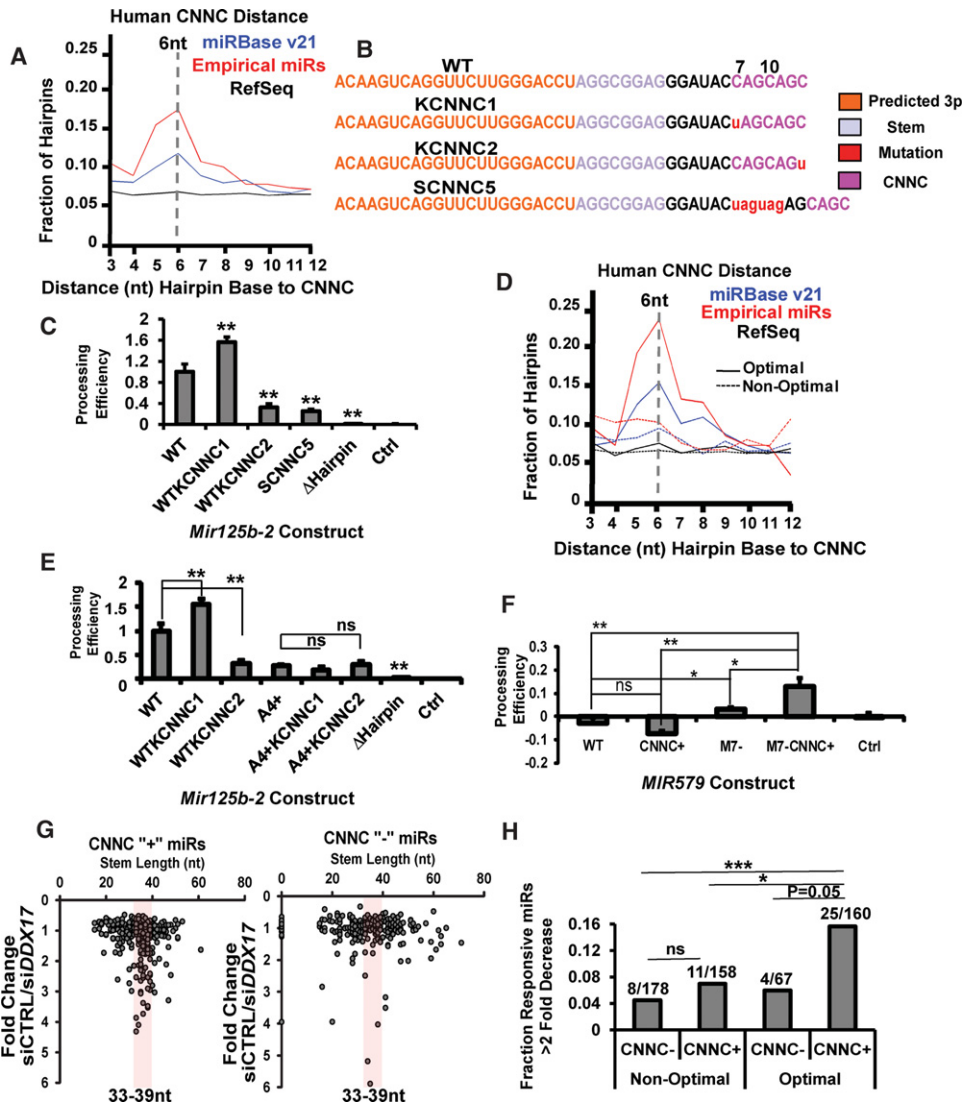 A
Human CNNC Distance
6nt
miRBase v21
Empirical miRs
RefSeq
Fraction of Hairpins
0.25
0.20
0.15
0.10
0.05
0
3 4 5 6 7 8 9 10 11 12
Distance (nt) Hairpin Base to CNNC
B
WT
7 10
ACAAGUCAGGUUCUUGGGACCUAGGCGGAGGGAUACCAGCAGC
KCNNC1
ACAAGUCAGGUUCUUGGGACCUAGGCGGAGGGAUACuAGCAGC
KCNNC2
ACAAGUCAGGUUCUUGGGACCUAGGCGGAGGGAUACCAGCAGu
SCNNC5
ACAAGUCAGGUUCUUGGGACCUAGGCGGAGGGAUACuaguagAGCAGC
Predicted 3p
Stem
Mutation
CNNC
C
Processing
Efficiency
2
1.6
1.2
0.8
0.4
0
** ** ** **
WT
WTKCNNC1
WTKCNNC2
SCNNC5
ΔHairpin
Ctrl
Mir125b-2 Construct
D
Human CNNC Distance
6nt
miRBase v21
Empirical miRs
RefSeq
Optimal
Non-Optimal
Fraction of Hairpins
0.25
0.20
0.15
0.10
0.05
0
3 4 5 6 7 8 9 10 11 12
Distance (nt) Hairpin Base to CNNC
E
Processing
Efficiency
2
1.5
1
0.5
0
** ** ns ns **
WT
WTKCNNC1
WTKCNNC2
A4+
A4+KCNNC1
A4+KCNNC2
ΔHairpin
Ctrl
Mir125b-2 Construct
F
Processing
Efficiency
0.3
0.2
0.1
0
-0.1
-0.2
**
**
*
*
ns
WT CNNC+ M7- M7-CNNC+ Ctrl
MIR579 Construct
G
CNNC "+" miRs
Stem Length (nt)
0 20 40 60 80
Fold Change
siCTRL/siDDX17
0
1
2
3
4
5
6
33-39nt
CNNC "-" miRs
Stem Length (nt)
0 20 40 60 80
Fold Change
siCTRL/siDDX17
0
1
2
3
4
5
6
33-39nt
H
Fraction Responsive miRs
>2 Fold Decrease
0.16
0.12
0.08
0.04
0
***
*
P=0.05
ns
8/178
11/158
4/67
25/160
CNNC- CNNC+ CNNC- CNNC+
Non-Optimal Optimal